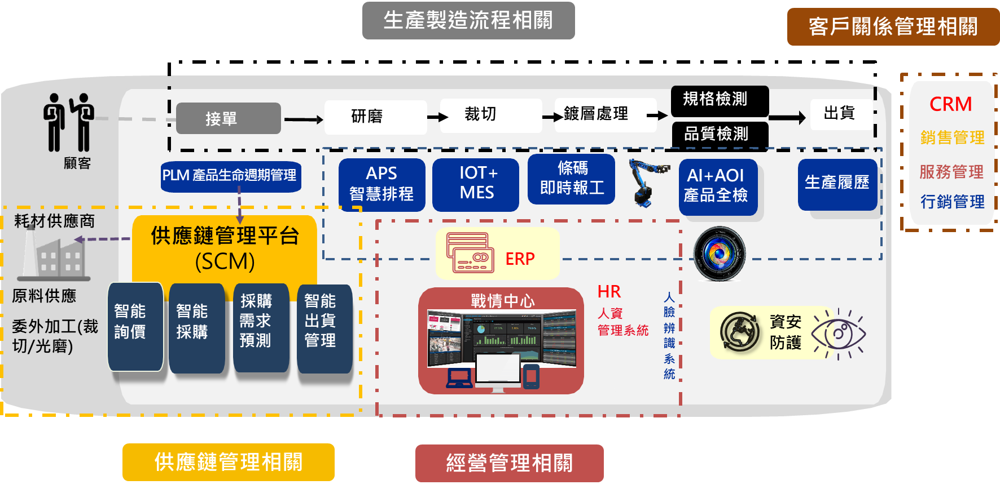 生產製造流程相關
客戶關係管理相關
接單
研磨
裁切
鍍層處理
規格檢測
品質檢測
出貨
顧客
CRM
銷售管理
服務管理
行銷管理
PLM 產品生命週期管理
APS
智慧排程
IOT+
MES
條碼
即時報工
AI+AOI
產品全檢
生產履歷
耗材供應商
原料供應
委外加工(裁
切/光磨)
供應鏈管理平台
(SCM)
智能
詢價
智能
採購
採購
需求
預測
智能
出貨
管理
ERP
戰情中心
HR
人資
管理系統
人
臉
辨
識
系
統
資安
防護
供應鏈管理相關
經營管理相關